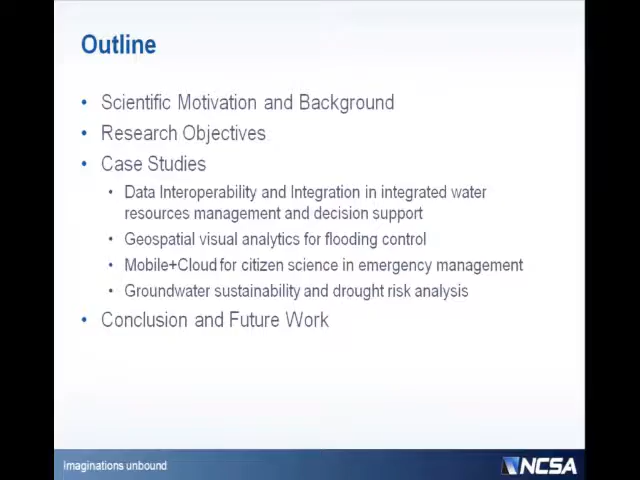 Outline
• Scientific Motivation and Background
• Research Objectives
• Case Studies
• Data Interoperability and Integration in integrated water
resources management and decision support
• Geospatial visual analytics for flooding control
• Mobile+Cloud for citizen science in emergency management
• Groundwater sustainability and drought risk analysis
• Conclusion and Future Work
Imaginations unbound
NCSA